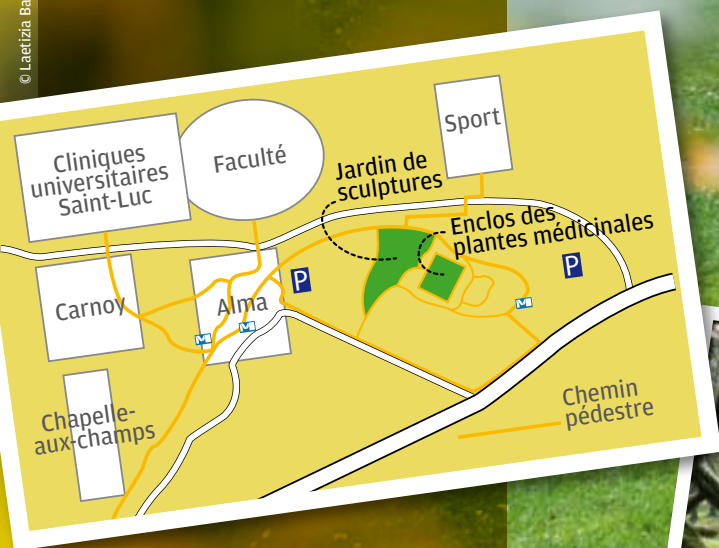 © Laetizia Ba
Cliniques
universitaires
Saint-Luc
Faculté
Sport
Jardin de
sculptures
Enclos des
plantes médicinales
Carnoy
Alma
P
P
M
M
M
Chapelle-
aux-champs
Chemin
pédestre